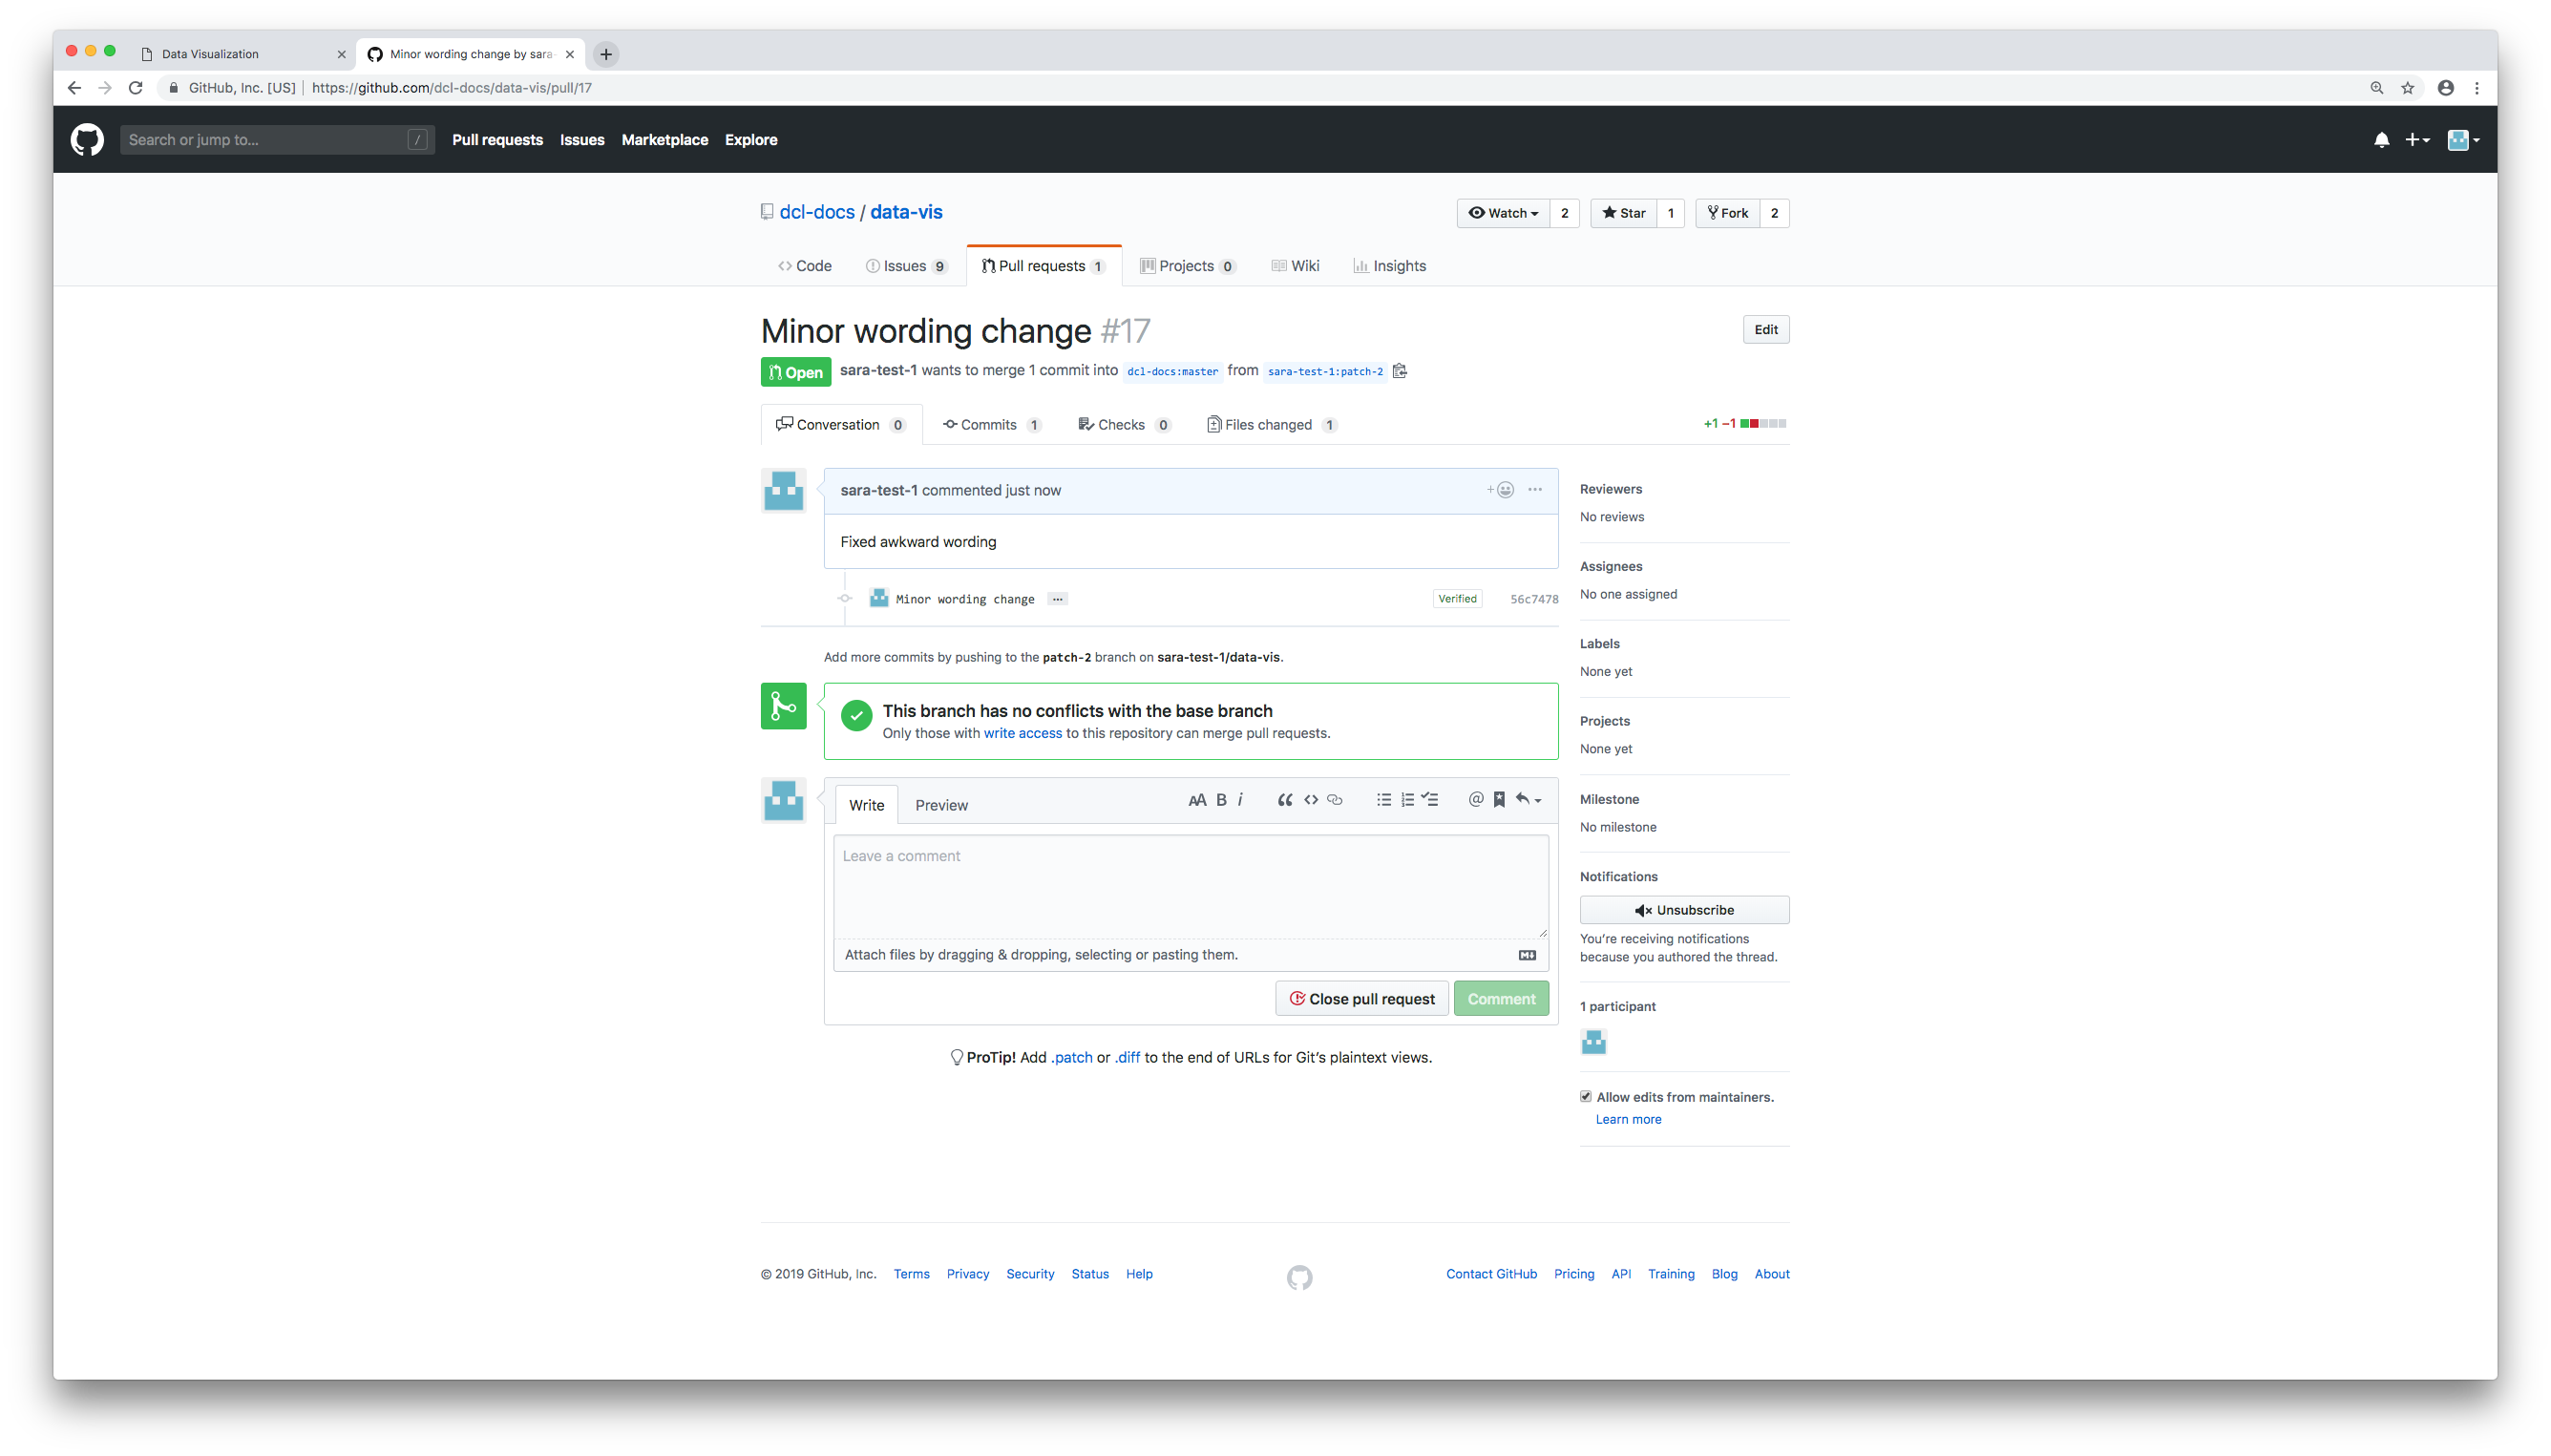 Data Visualization
Minor wording change by sara-
GitHub, Inc. [US] | https://github.com/dcl-docs/data-vis/pull/17
Search or jump to... / Pull requests Issues Marketplace Explore
dcl-docs / data-vis Watch 2 Star 1 Fork 2
Code Issues 9 Pull requests 1 Projects 0 Wiki Insights
Minor wording change #17 Edit
Open sara-test-1 wants to merge 1 commit into dcl-docs:master from sara-test-1:patch-2
Conversation 0 Commits 1 Checks 0 Files changed 1 +1 −1
sara-test-1 commented just now
Fixed awkward wording
Minor wording change ... Verified 56c7478
Add more commits by pushing to the patch-2 branch on sara-test-1/data-vis.
This branch has no conflicts with the base branch
Only those with write access to this repository can merge pull requests.
Write Preview AA B i
Leave a comment
Attach files by dragging & dropping, selecting or pasting them.
Close pull request Comment
ProTip! Add .patch or .diff to the end of URLs for Git’s plaintext views.
Reviewers
No reviews
Assignees
No one assigned
Labels
None yet
Projects
None yet
Milestone
No milestone
Notifications
Unsubscribe
You’re receiving notifications
because you authored the thread.
1 participant
Allow edits from maintainers.
Learn more
© 2019 GitHub, Inc. Terms Privacy Security Status Help Contact GitHub Pricing API Training Blog About